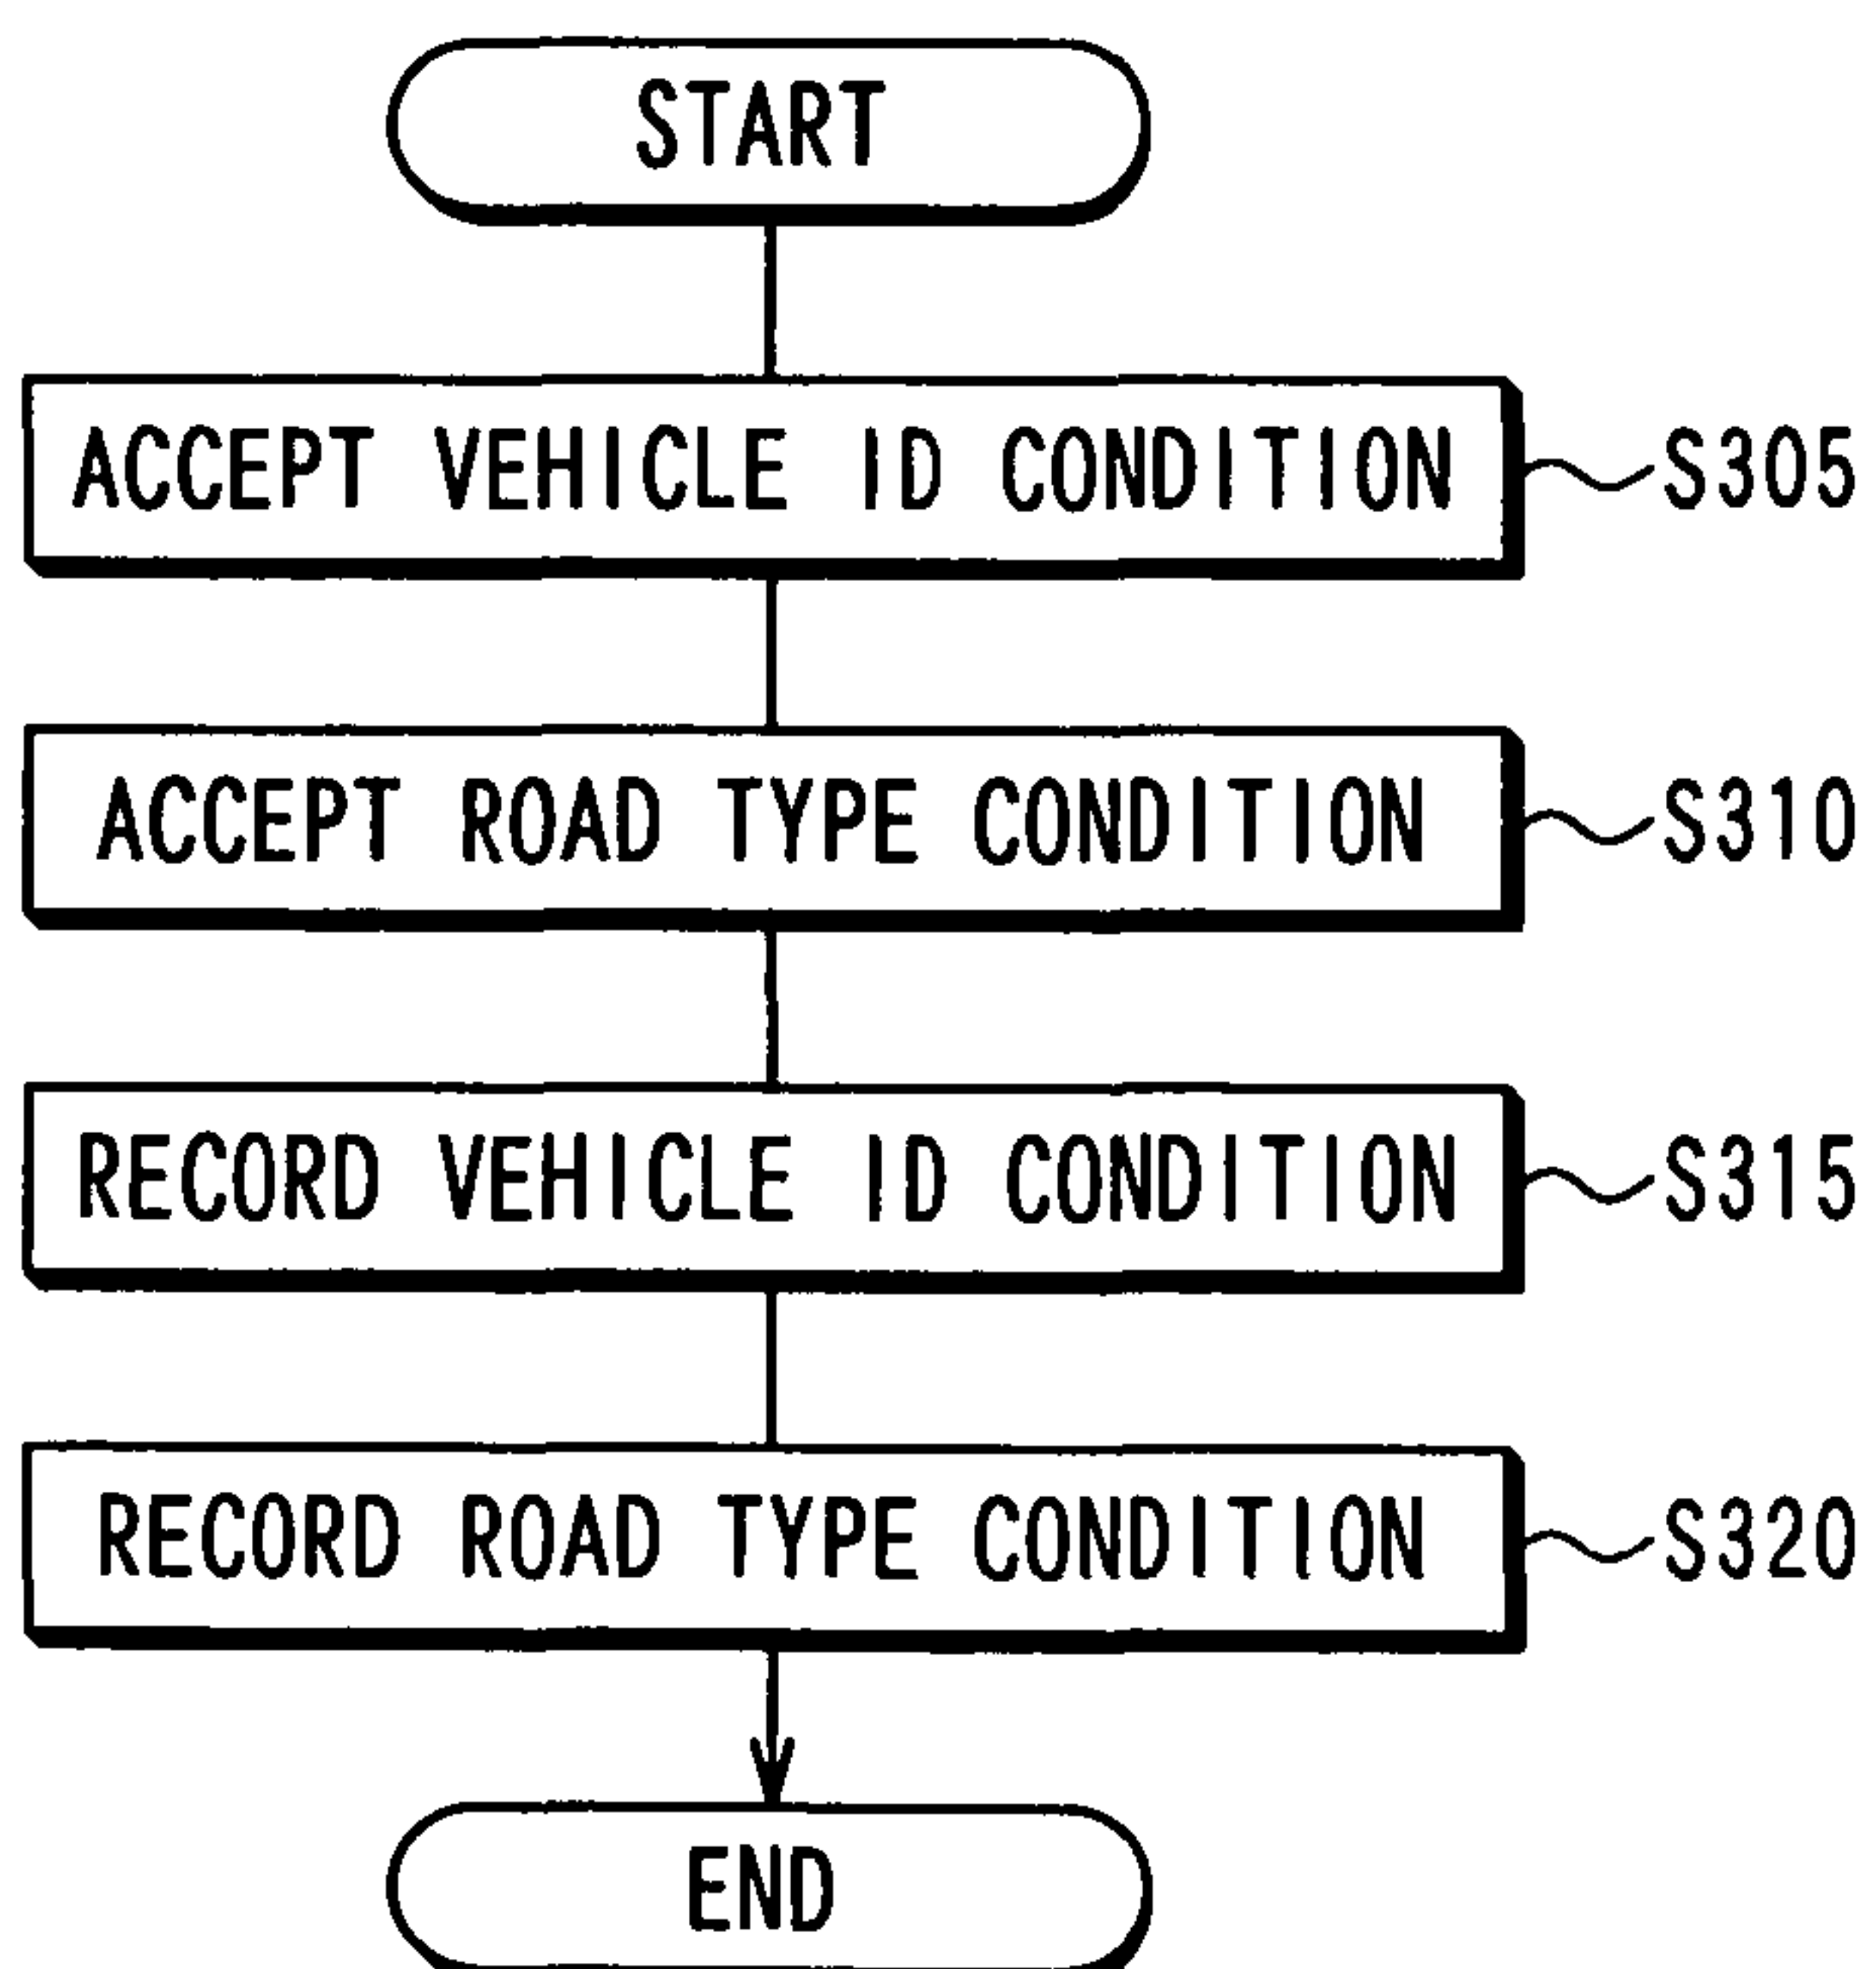 START
ACCEPT VEHICLE ID CONDITION
S305
ACCEPT ROAD TYPE CONDITION
S310
RECORD VEHICLE ID CONDITION
S315
RECORD ROAD TYPE CONDITION
S320
END